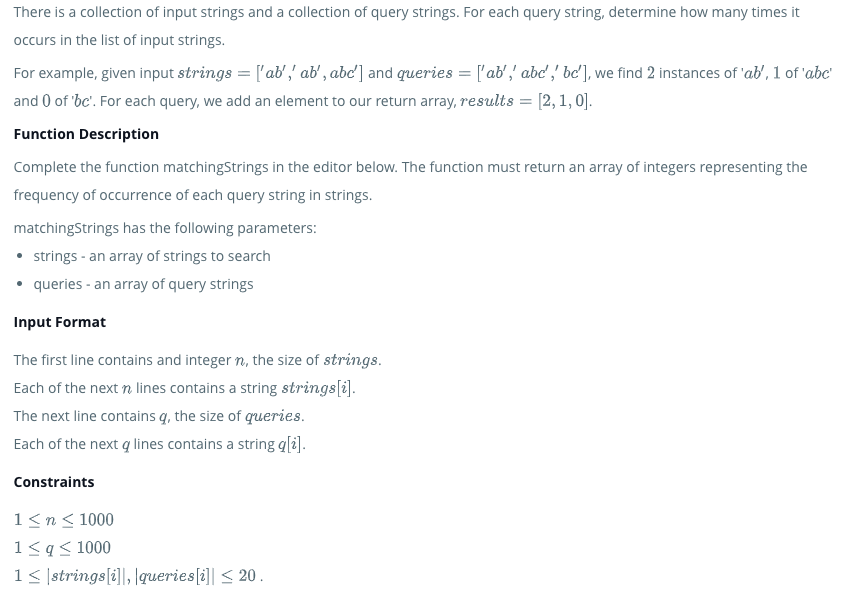 There is a collection of input strings and a collection of query strings. For each query string, determine how many times it
occurs in the list of input strings.
For example, given input strings = ['ab',' ab', abc'] and queries = ['ab',' abc',' bc'], we find 2 instances of 'ab', 1 of 'abc'
and 0 of 'bc'. For each query, we add an element to our return array, results = [2, 1, 0].
Function Description
Complete the function matchingStrings in the editor below. The function must return an array of integers representing the
frequency of occurrence of each query string in strings.
matchingStrings has the following parameters:
• strings - an array of strings to search
• queries - an array of query strings
Input Format
The first line contains and integer n, the size of strings.
Each of the next n lines contains a string strings[i].
The next line contains q, the size of queries.
Each of the next q lines contains a string q[i].
Constraints
1 ≤ n ≤ 1000
1 ≤ q ≤ 1000
1 ≤ |strings[i]|, |queries[i]| ≤ 20 .